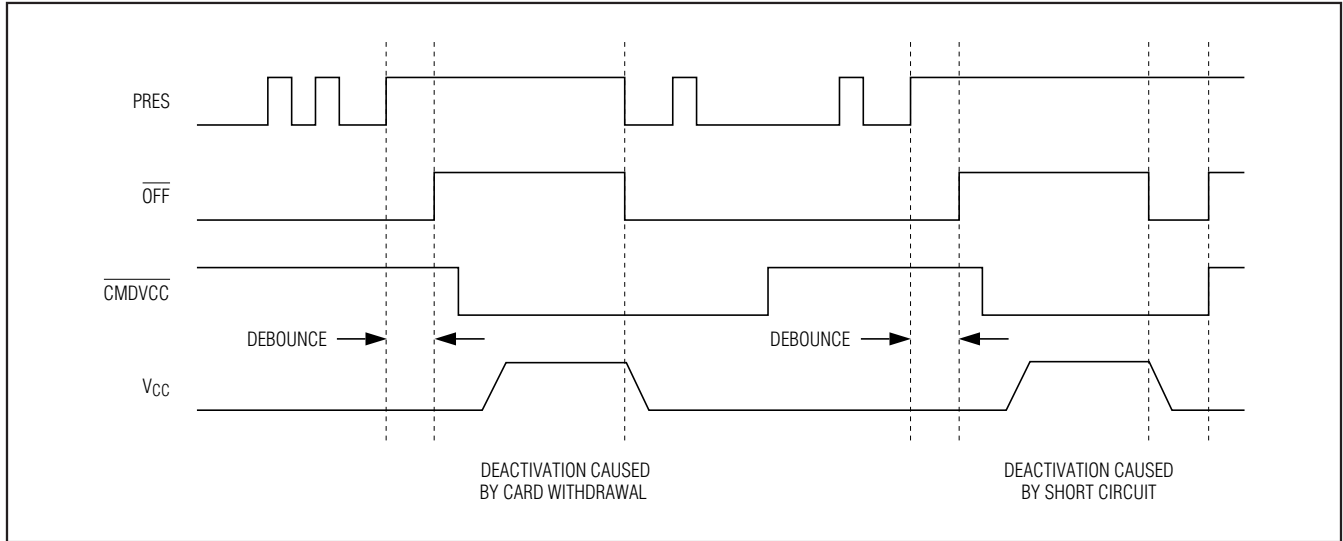 PRES
OFF
CMDVCC
DEBOUNCE
DEBOUNCE
VCC
DEACTIVATION CAUSED
BY CARD WITHDRAWAL
DEACTIVATION CAUSED
BY SHORT CIRCUIT